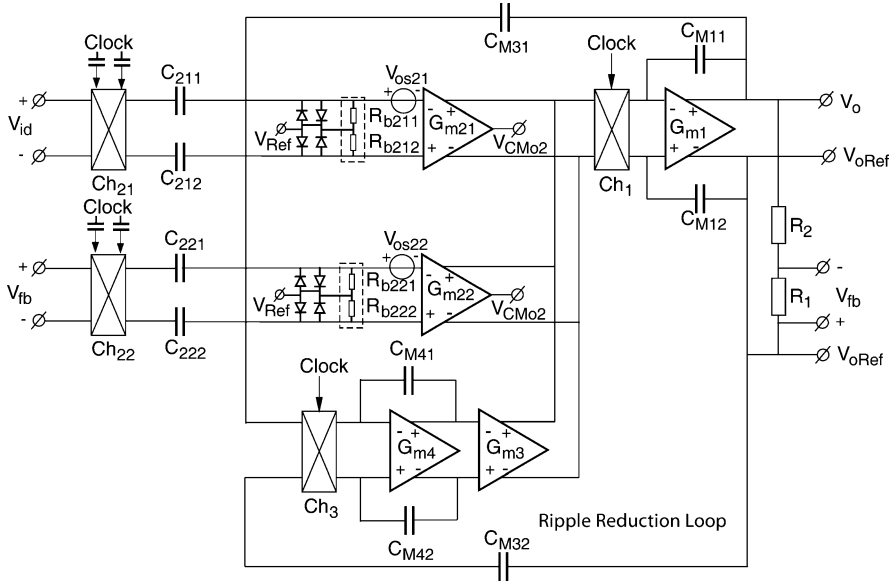 C_M31
Clock
C_211
V_os21
Clock
C_M11
+
+ -
V_id
V_Ref
R_b211
R_b212
- +
G_m21
+ -
V_CMo2
- +
G_m1
+ -
V_o
-
V_oRef
Ch_21
C_212
Ch_1
C_M12
Clock
C_221
V_os22
R_2
+
+ -
-
V_fb
V_Ref
R_b221
R_b222
- +
G_m22
+ -
V_CMo2
R_1
V_fb
-
+
Ch_22
C_222
C_M41
V_oRef
Clock
- +
G_m4
+ -
- +
G_m3
+ -
Ch_3
C_M42
Ripple Reduction Loop
C_M32